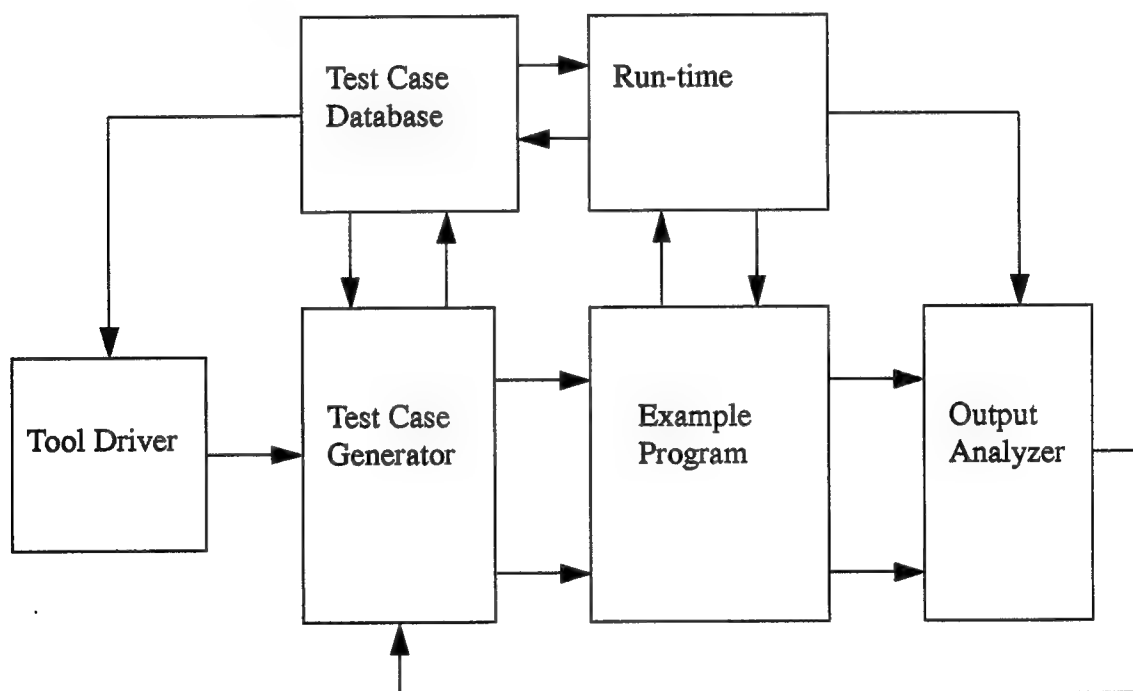 Test Case
Database
Run-time
Tool Driver
Test Case
Generator
Example
Program
Output
Analyzer